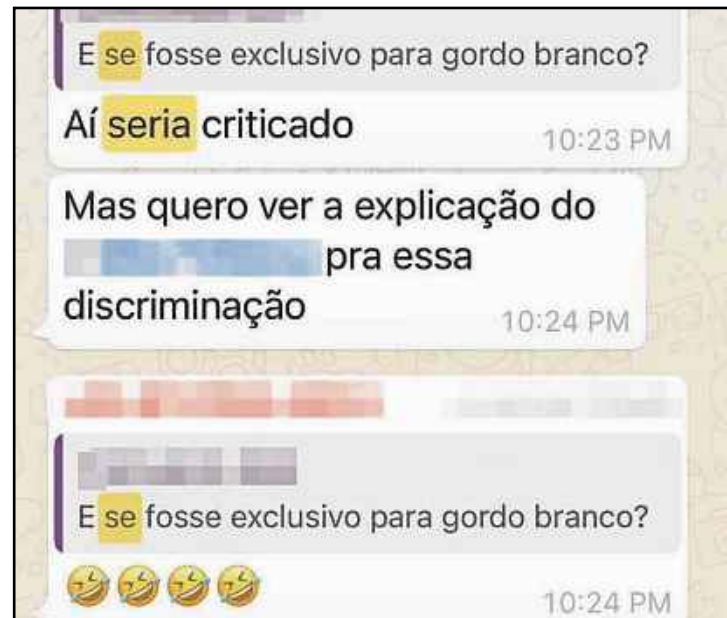 E se fosse exclusivo para gordo branco?
Aí seria criticado
10:23 PM
Mas quero ver a explicação do
pra essa
discriminação
10:24 PM
E se fosse exclusivo para gordo branco?
🤣🤣🤣🤣
10:24 PM